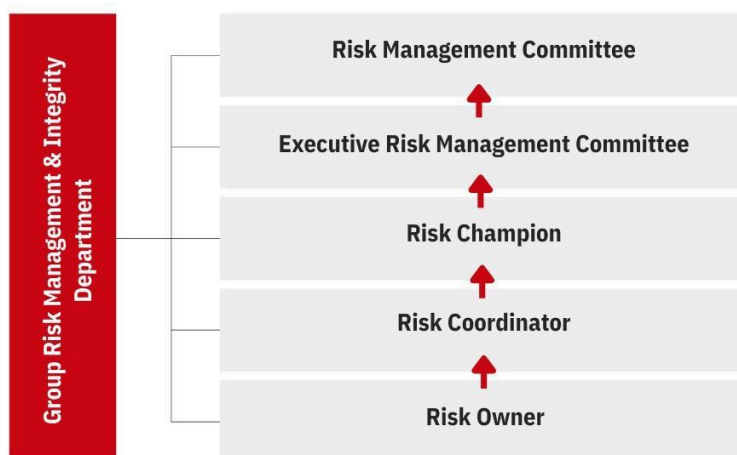 Group Risk Management & Integrity
Department
Risk Management Committee
Executive Risk Management Committee
Risk Champion
Risk Coordinator
Risk Owner